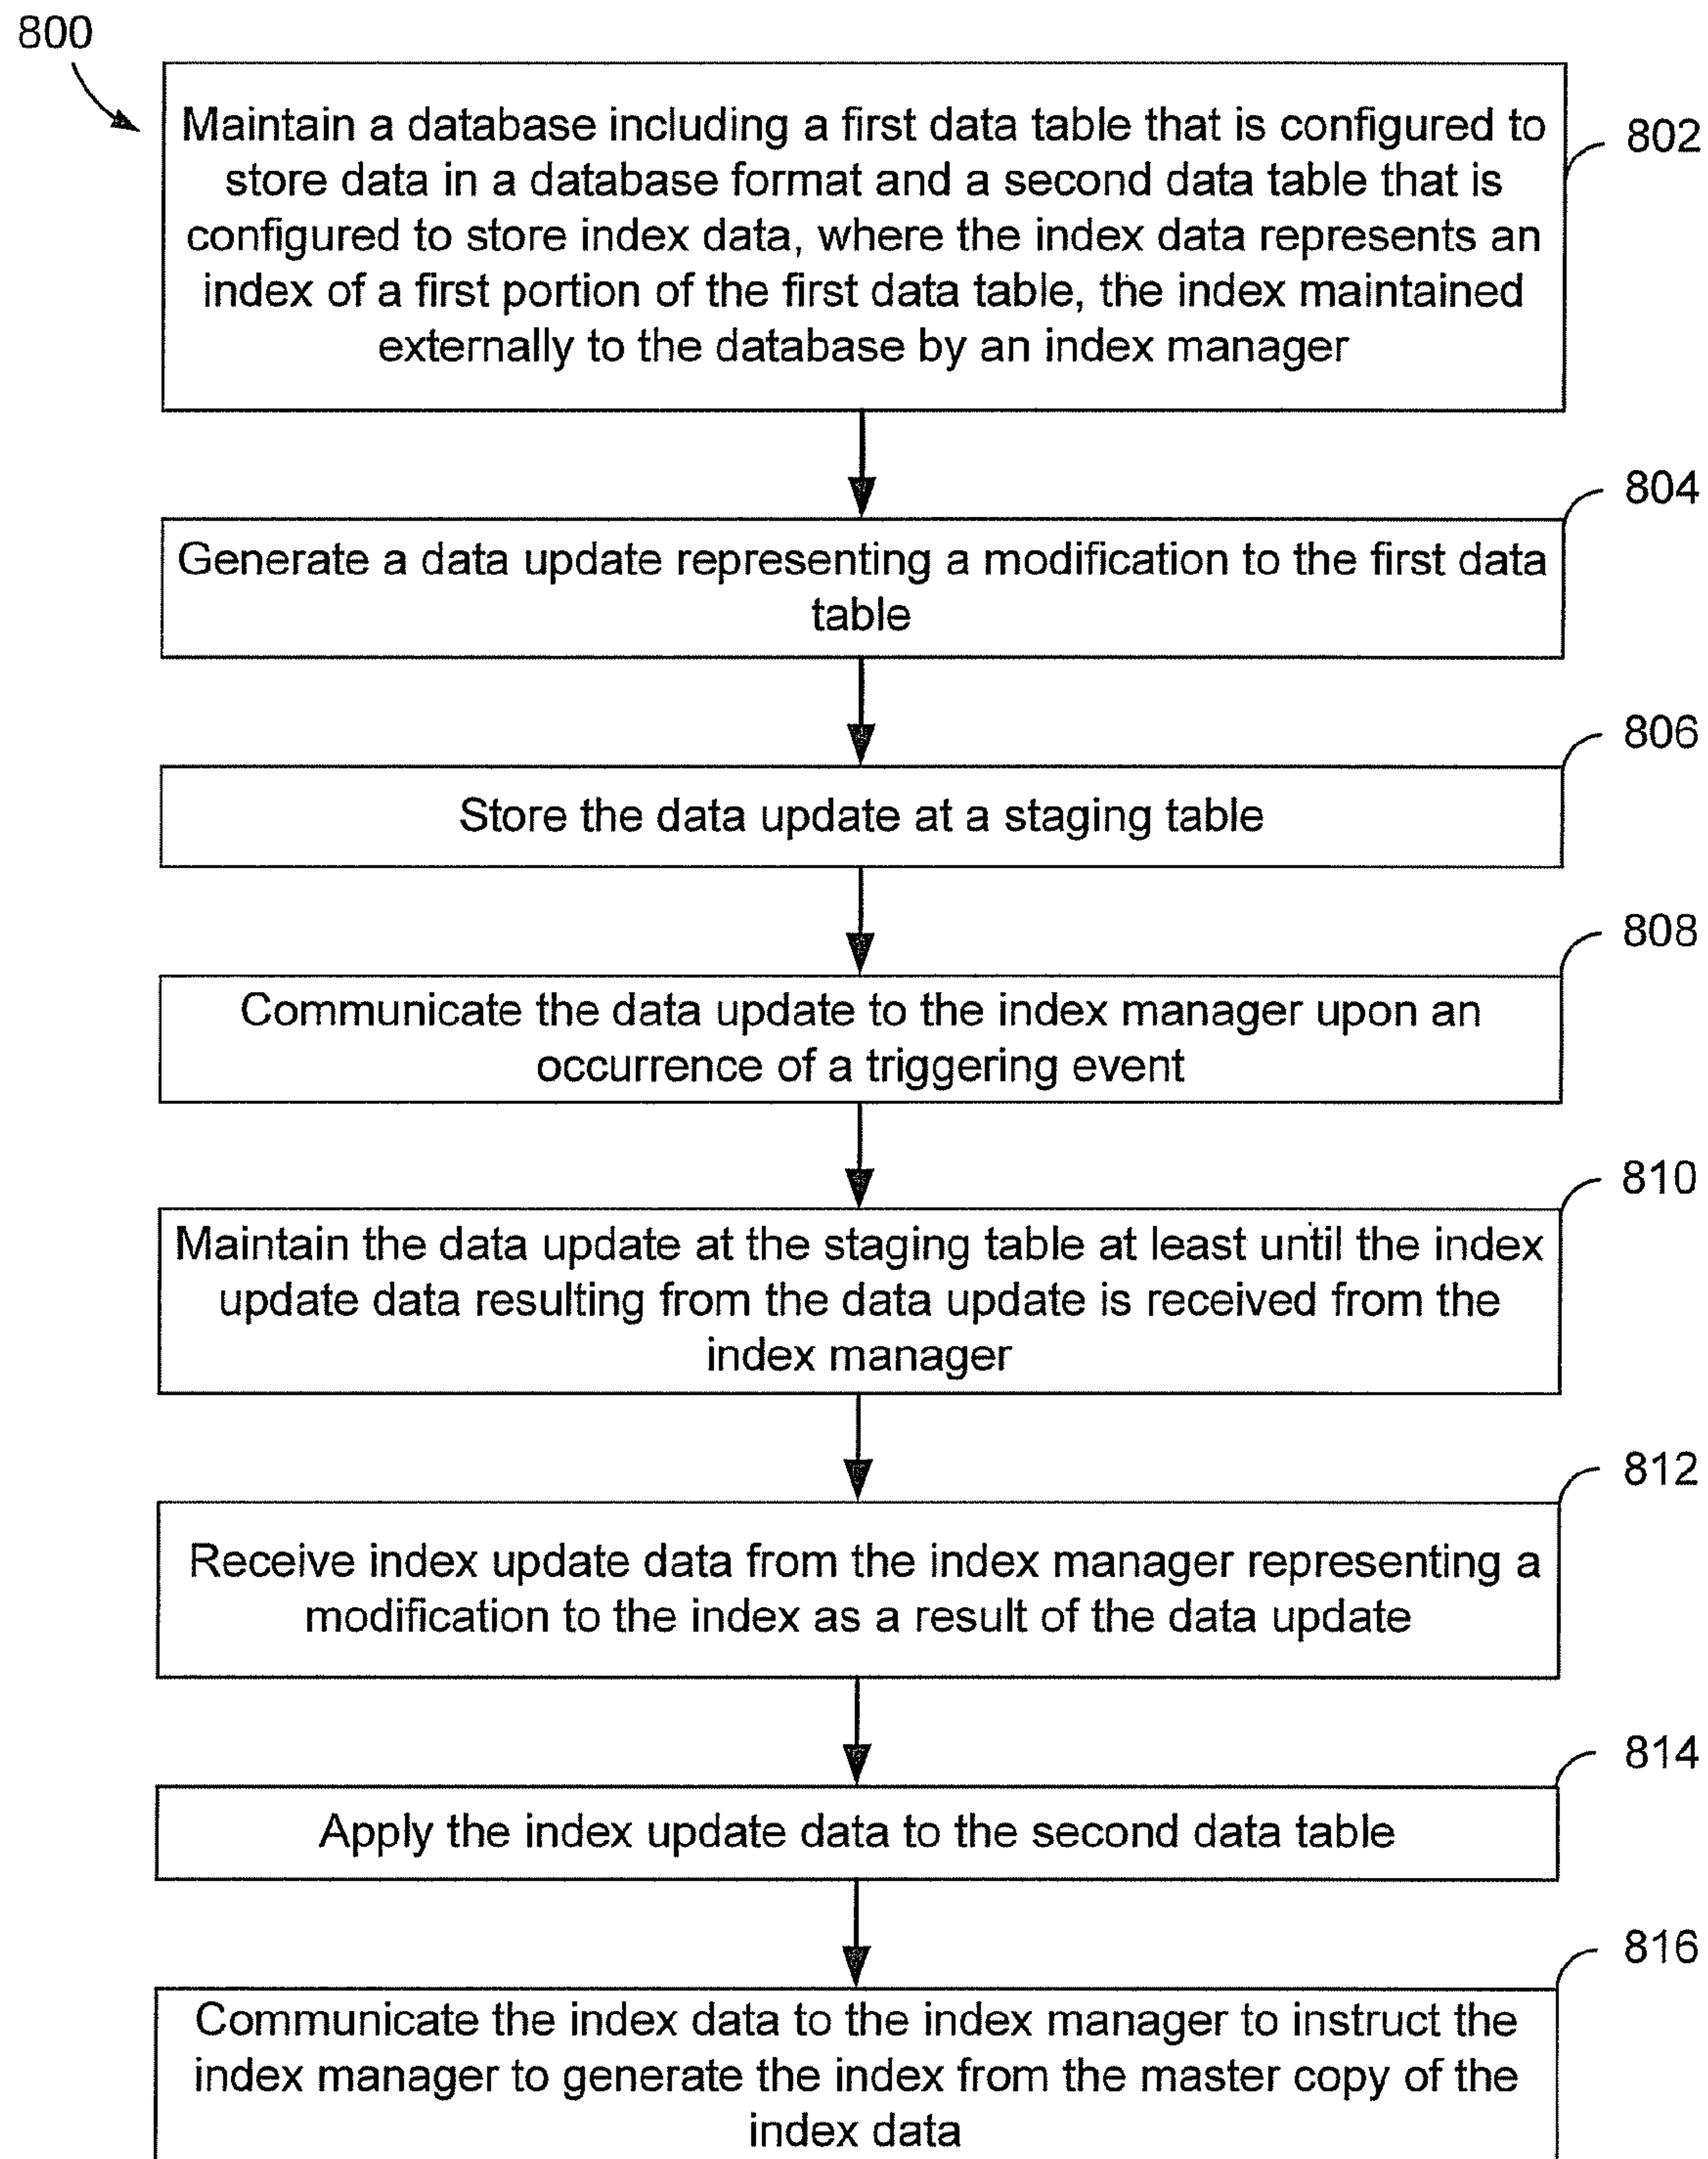 800
Maintain a database including a first data table that is configured to
802
store data in a database format and a second data table that is
configured to store index data, where the index data represents an
index of a first portion of the first data table, the index maintained
externally to the database by an index manager
804
Generate a data update representing a modification to the first data
table
806
Store the data update at a staging table
808
Communicate the data update to the index manager upon an
occurrence of a triggering event
810
Maintain the data update at the staging table at least until the index
update data resulting from the data update is received from the
index manager
812
Receive index update data from the index manager representing a
modification to the index as a result of the data update
814
Apply the index update data to the second data table
816
Communicate the index data to the index manager to instruct the
index manager to generate the index from the master copy of the
index data